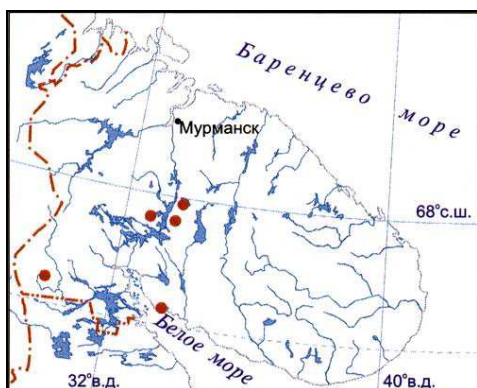 Баренцево море
Мурманск
68°с.ш.
Белое море
32°в.д.
40°в.д.